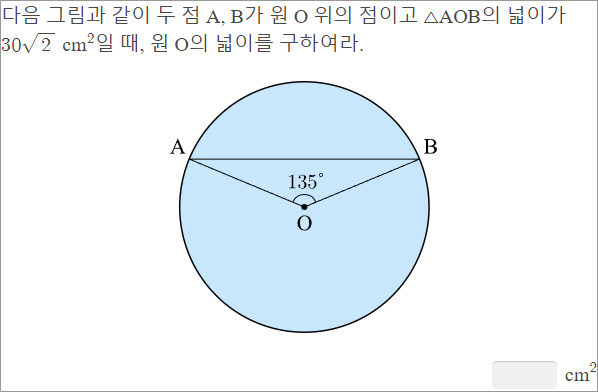 다음 그림과 같이 두 점 A, B가 원 O 위의 점이고 △AOB의 넓이가
30√2 cm²일 때, 원 O의 넓이를 구하여라.
A
B
135°
O
cm²